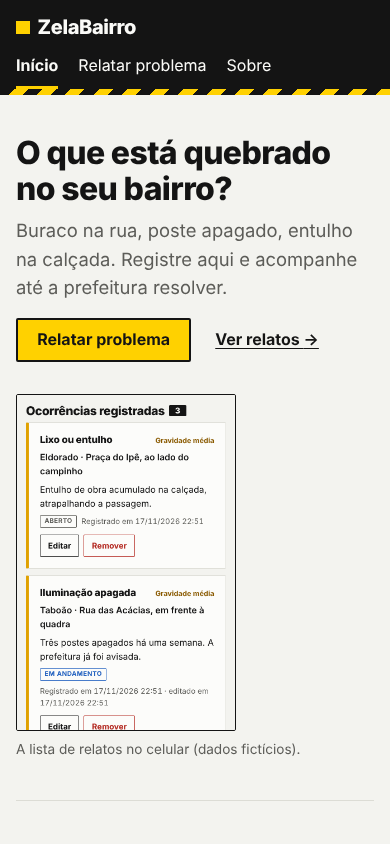 ZelaBairro
Início Relatar problema Sobre
O que está quebrado
no seu bairro?
Buraco na rua, poste apagado, entulho
na calçada. Registre aqui e acompanhe
até a prefeitura resolver.
Relatar problema Ver relatos →
Ocorrências registradas 3
Lixo ou entulho Gravidade média
Eldorado · Praça do Ipê, ao lado do
campinho
Entulho de obra acumulado na calçada,
atrapalhando a passagem.
ABERTO Registrado em 17/11/2026 22:51
Editar Remover
Iluminação apagada Gravidade média
Taboão · Rua das Acácias, em frente à
quadra
Três postes apagados há uma semana. A
prefeitura já foi avisada.
EM ANDAMENTO
Registrado em 17/11/2026 22:51 · editado em
17/11/2026 22:51
Editar Remover
A lista de relatos no celular (dados fictícios).